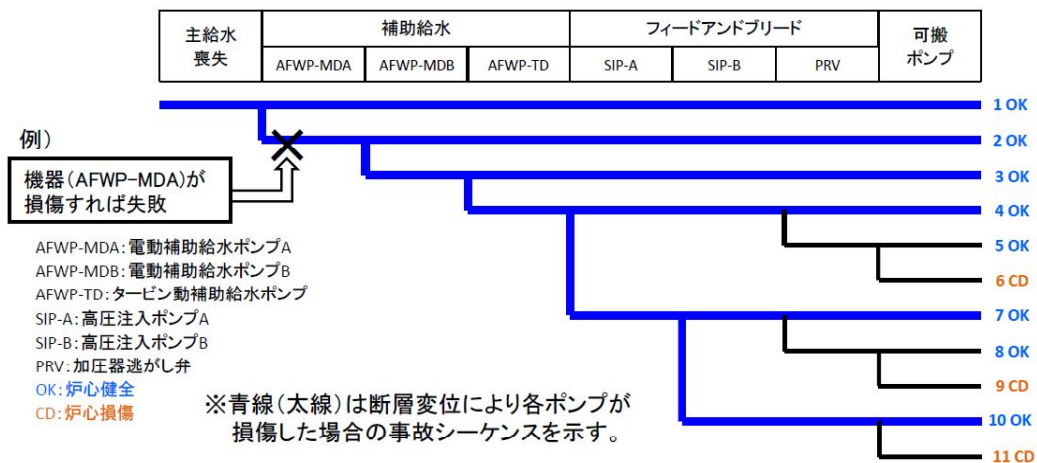 主給水
喪失
補助給水
フィードアンドブリード
可搬
ポンプ
AFWP-MDA
AFWP-MDB
AFWP-TD
SIP-A
SIP-B
PRV
1 OK
2 OK
3 OK
4 OK
5 OK
6 CD
7 OK
8 OK
9 CD
10 OK
11 CD
例）
機器（AFWP-MDA）が
損傷すれば失敗
AFWP-MDA：電動補助給水ポンプA
AFWP-MDB：電動補助給水ポンプB
AFWP-TD：タービン動補助給水ポンプ
SIP-A：高圧注入ポンプA
SIP-B：高圧注入ポンプB
PRV：加圧器逃がし弁
OK：炉心健全
CD：炉心損傷
※青線（太線）は断層変位により各ポンプが
損傷した場合の事故シーケンスを示す。